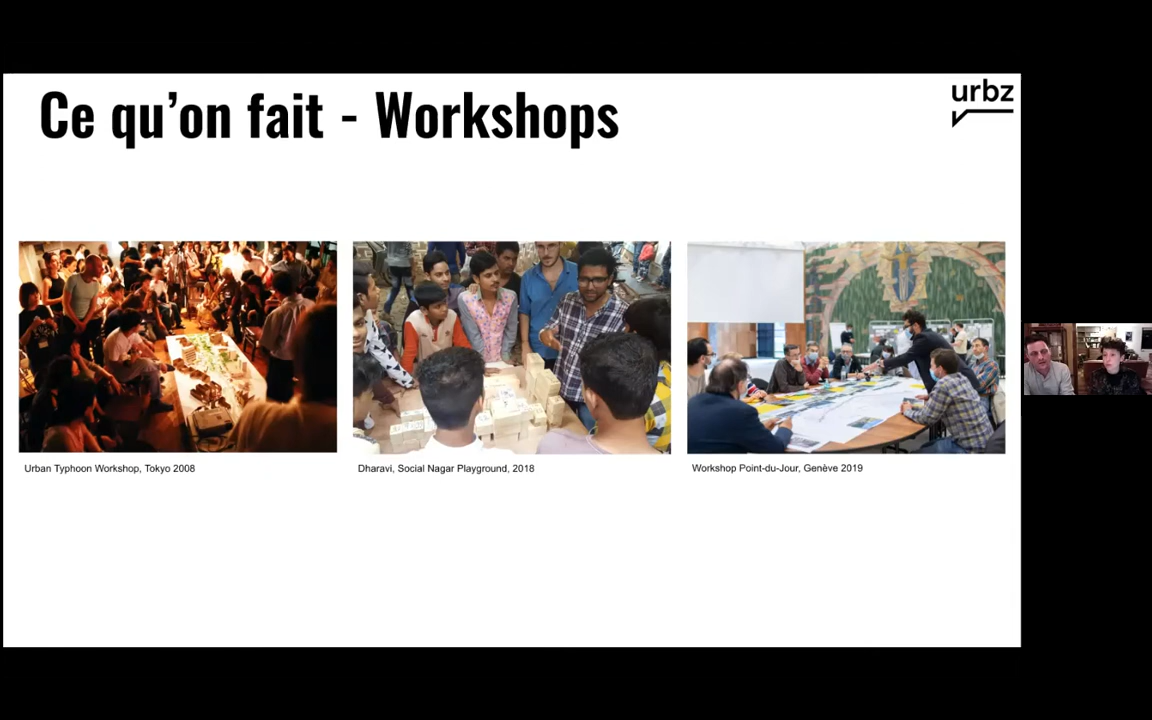 Ce qu'on fait - Workshops
urbz
Urban Typhoon Workshop, Tokyo 2008
Dharavi, Social Nagar Playground, 2018
Workshop Point-du-Jour, Genève 2019